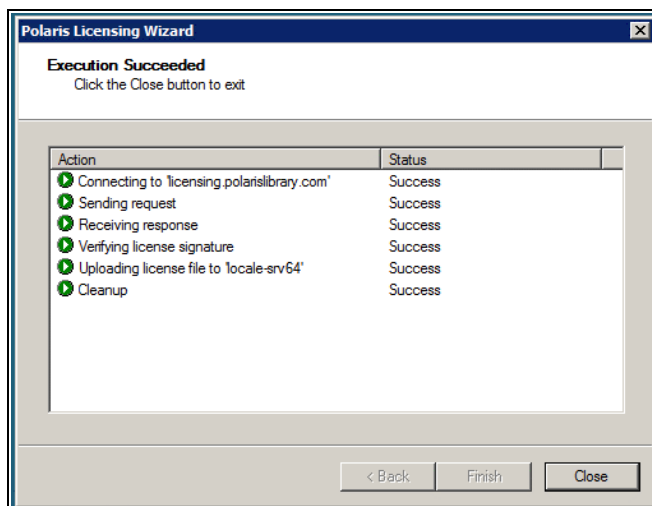 Polaris Licensing Wizard
Execution Succeeded
Click the Close button to exit
Action Status
Connecting to 'licensing.polarislibrary.com' Success
Sending request Success
Receiving response Success
Verifying license signature Success
Uploading license file to 'locale-srv64' Success
Cleanup Success
< Back Finish Close